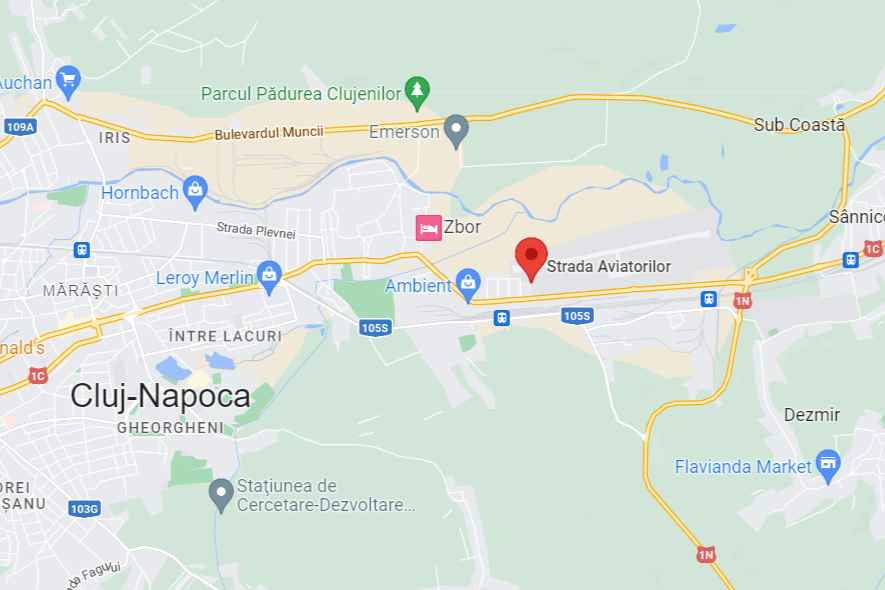 Auchan
Parcul Pădurea Clujenilor
109A
IRIS
Bulevardul Muncii
Emerson
Sub Coastă
Hornbach
Strada Plevnei
Zbor
Sânnico
1C
MĂRĂȘTI
Leroy Merlin
Ambient
Strada Aviatorilor
1N
105S
105S
ÎNTRE LACURI
nald's
1C
Cluj-Napoca
GHEORGHENI
Dezmir
Flavianda Market
OREI
ȘANU
103G
Stațiunea de
Cercetare-Dezvoltare...
1N
da Fagului